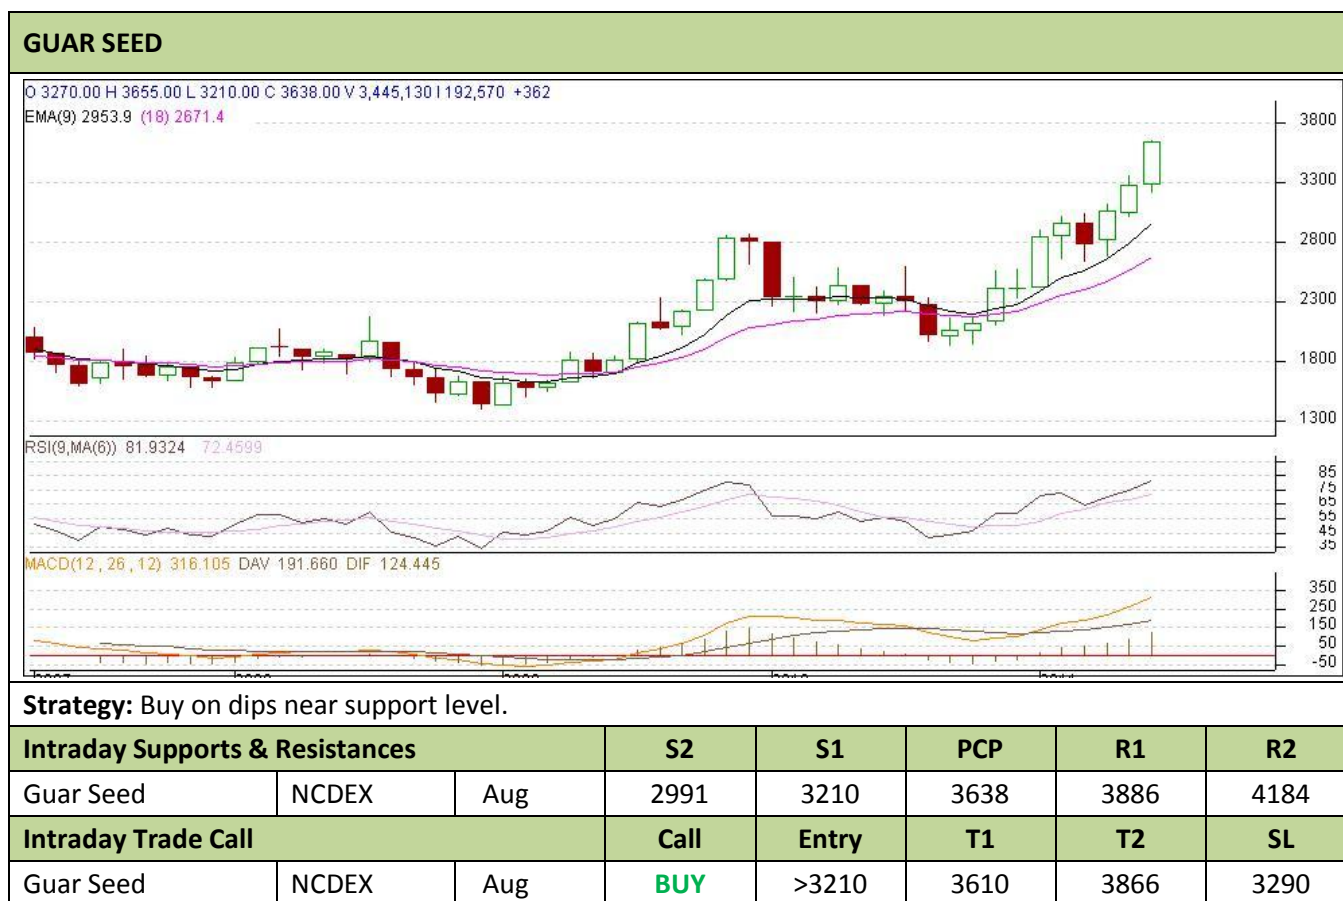 GUAR SEED
O 3270.00 H 3655.00 L 3210.00 C 3638.00 V 3,445,130 I 192,570 +362
EMA(9) 2953.9 (18) 2671.4
3800
3300
2800
2300
1800
1300
RSI(9,MA(6)) 81.9324 72.4599
85
75
65
55
45
35
MACD(12,26,12) 316.105 DAV 191.660 DIF 124.445
350
250
150
50
-50
Strategy: Buy on dips near support level.
Intraday Supports & Resistances S2 S1 PCP R1 R2
Guar Seed NCDEX Aug 2991 3210 3638 3886 4184
Intraday Trade Call Call Entry T1 T2 SL
Guar Seed NCDEX Aug BUY >3210 3610 3866 3290